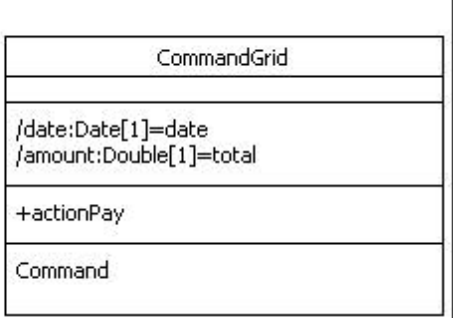 CommandGrid
/date:Date[1]=date
/amount:Double[1]=total
+actionPay
Command